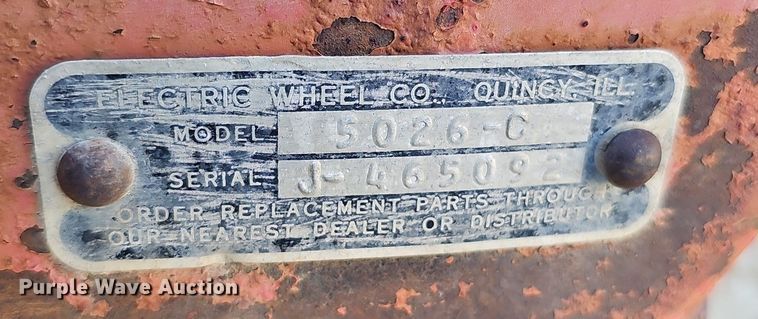 ELECTRIC WHEEL CO., QUINCY, ILL.
MODEL 5026-C
SERIAL J-465092
ORDER REPLACEMENT PARTS THROUGH
OUR NEAREST DEALER OR DISTRIBUTOR
Purple Wave Auction